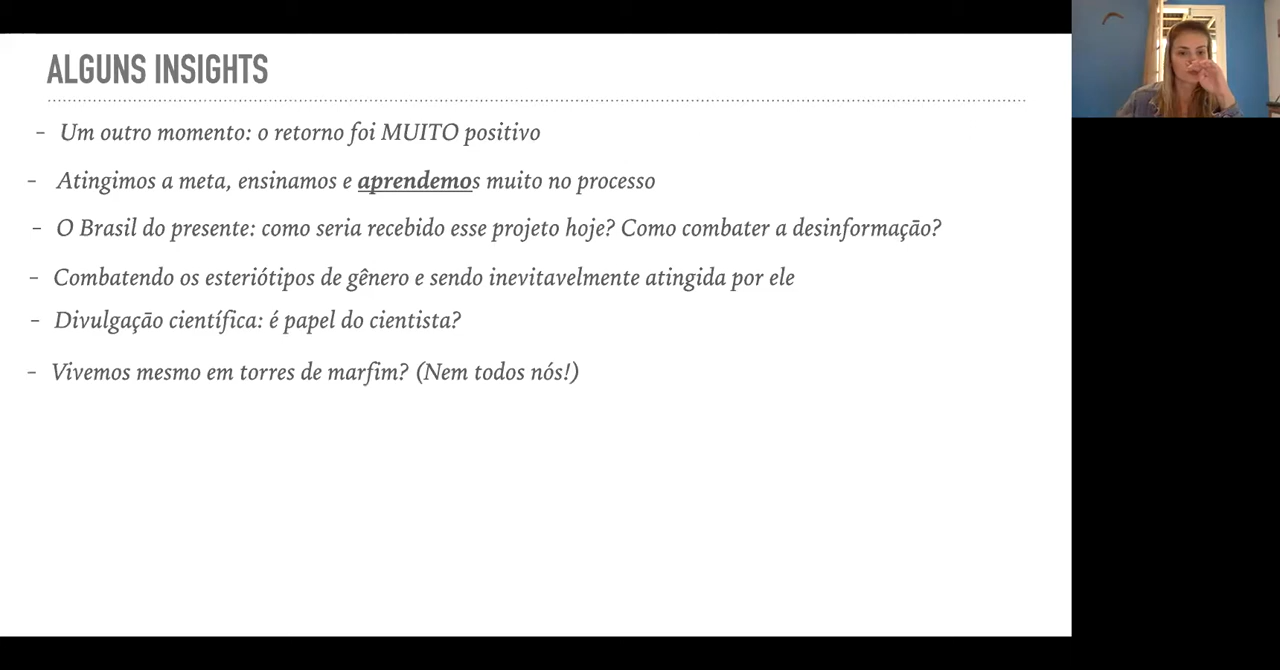 ALGUNS INSIGHTS
- Um outro momento: o retorno foi MUITO positivo
- Atingimos a meta, ensinamos e aprendemos muito no processo
- O Brasil do presente: como seria recebido esse projeto hoje? Como combater a desinformação?
- Combatendo os esteriótipos de gênero e sendo inevitavelmente atingida por ele
- Divulgação científica: é papel do cientista?
- Vivemos mesmo em torres de marfim? (Nem todos nós!)